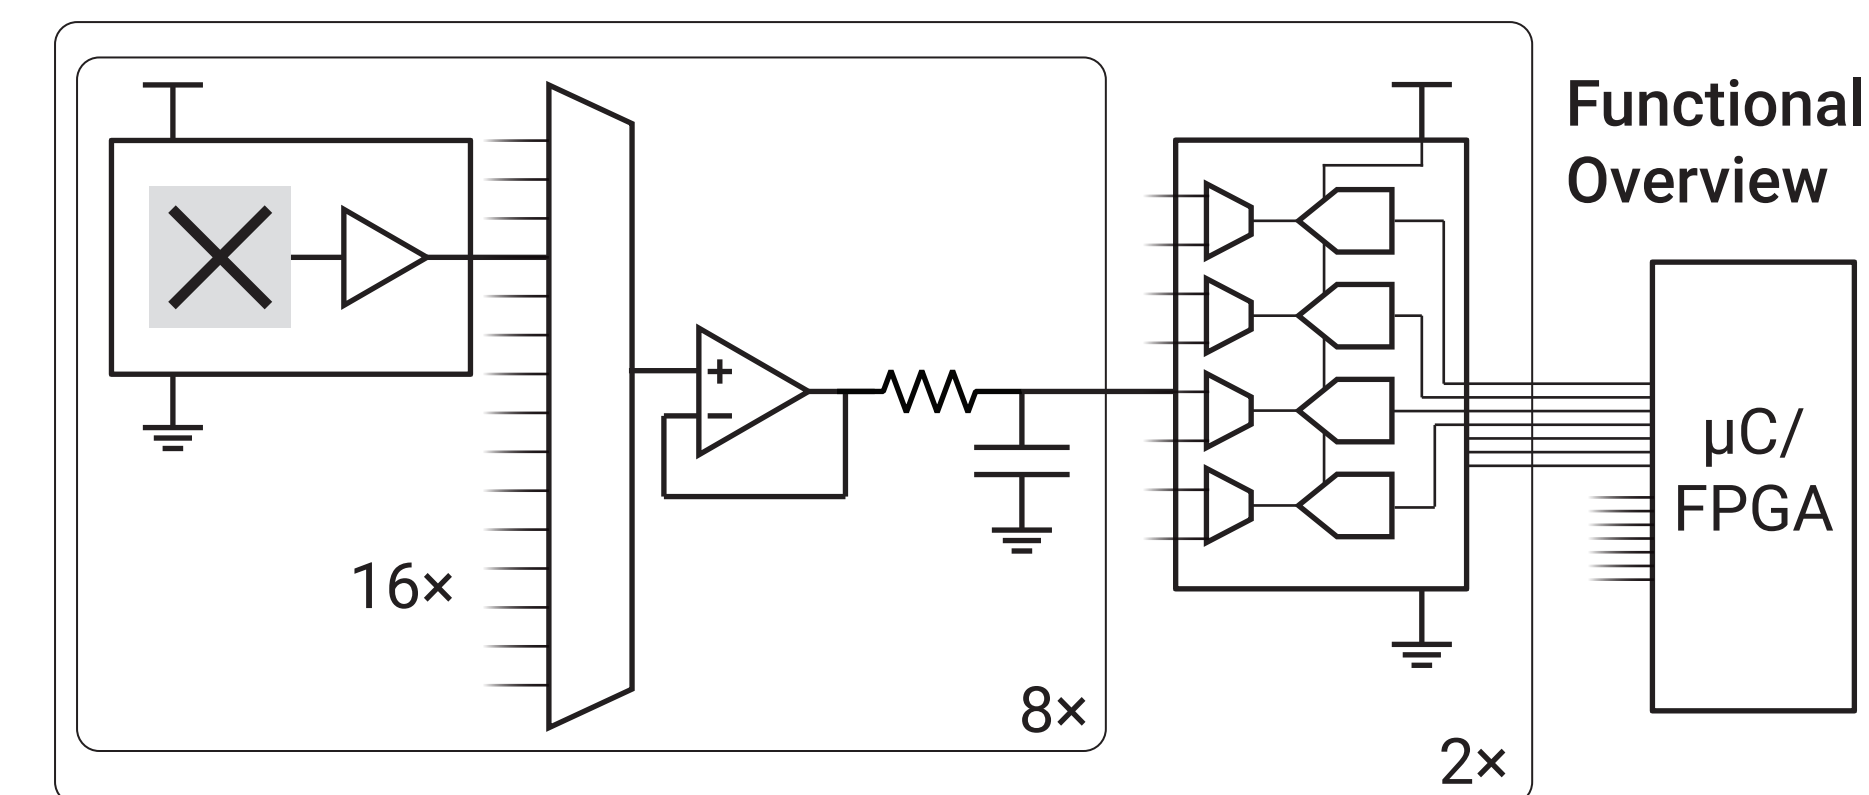 Functional
Overview
+
−
16×
8×
2×
µC/
FPGA